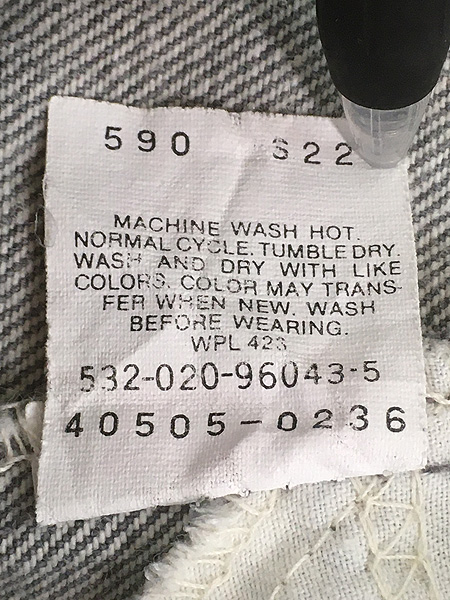 590 S22
MACHINE WASH HOT.
NORMAL CYCLE. TUMBLE DRY.
WASH AND DRY WITH LIKE
COLORS. COLOR MAY TRANS-
FER WHEN NEW. WASH
BEFORE WEARING.
WPL 423
532-020-96043-5
40505-0236